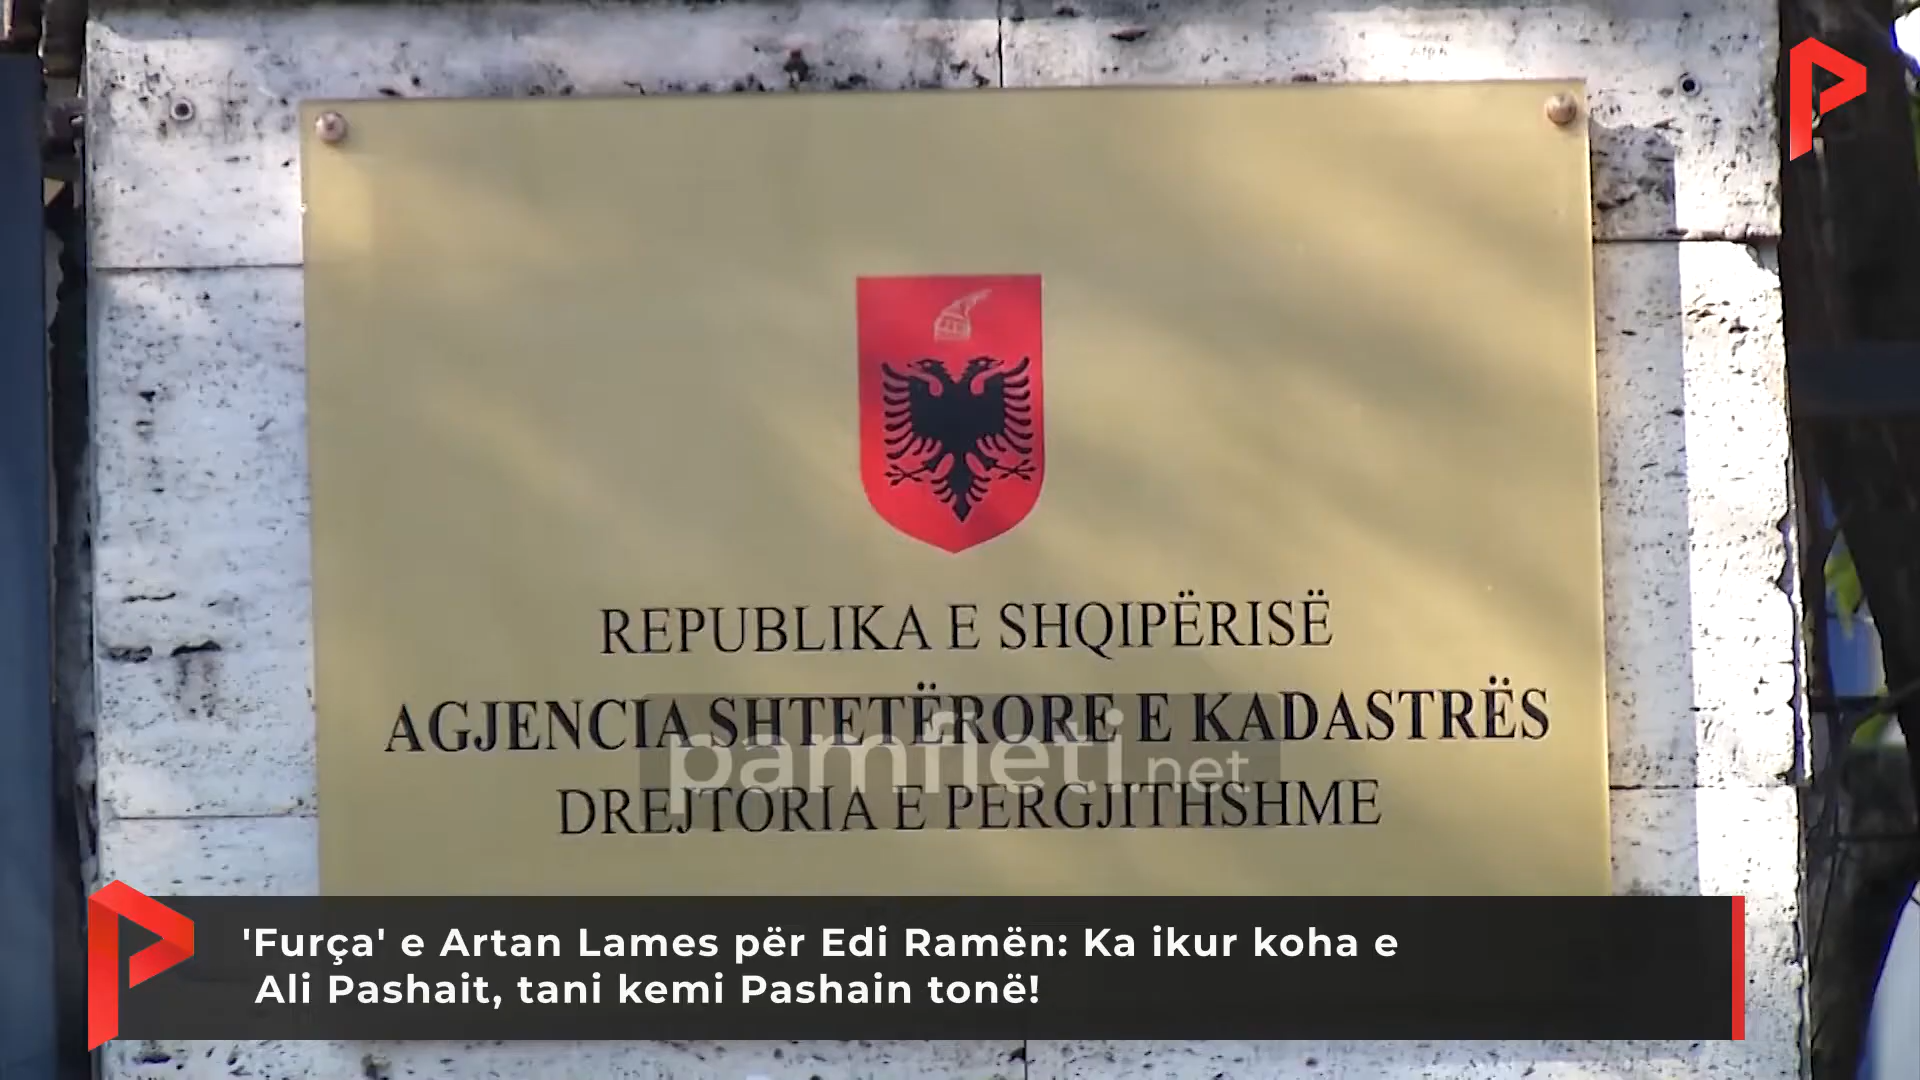 REPUBLIKA E SHQIPËRISË
AGJENCIA SHTETËRORE E KADASTRËS
pamfleti.net
DREJTORIA E PERGJITHSHME
'Furça' e Artan Lames për Edi Ramën: Ka ikur koha e
Ali Pashait, tani kemi Pashain tonë!